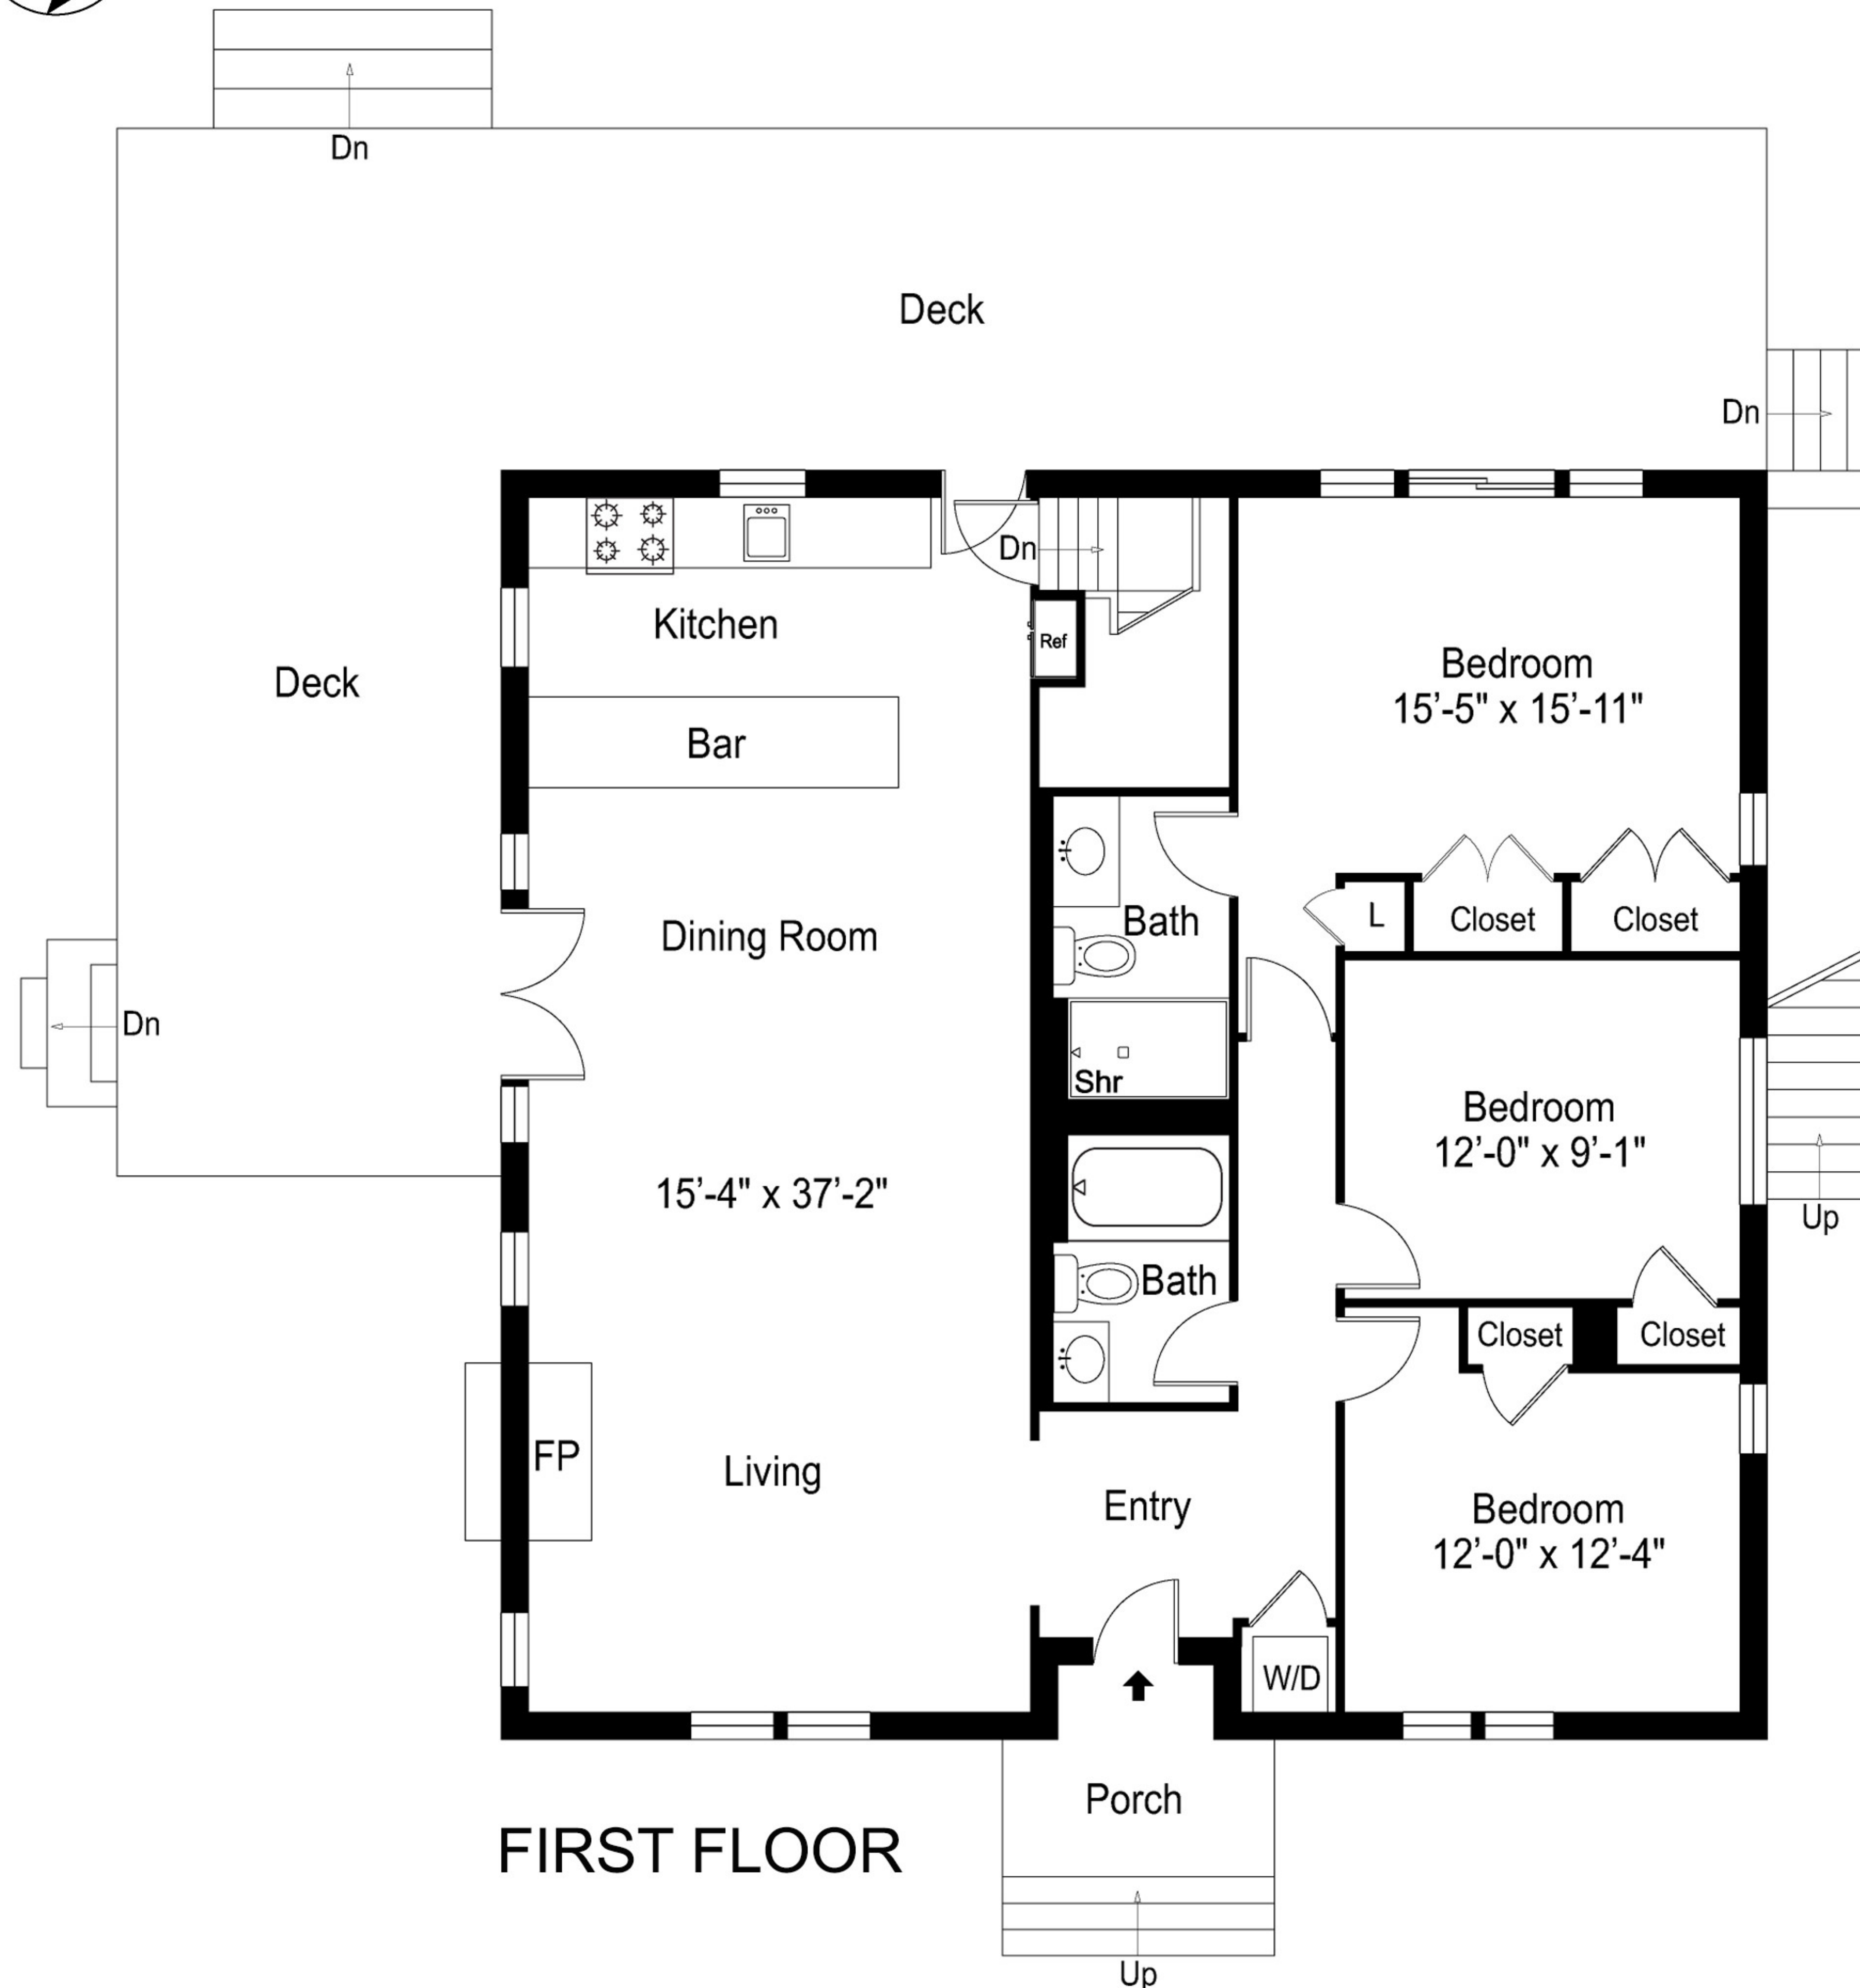 Dn
Deck
Dn
Dn
Kitchen
Ref
Deck
Bedroom
15'-5" x 15'-11"
Bar
Bath
L
Closet
Closet
Dining Room
Dn
Shr
Bedroom
12'-0" x 9'-1"
15'-4" x 37'-2"
Up
Bath
Closet
Closet
FP
Living
Entry
Bedroom
12'-0" x 12'-4"
W/D
Porch
FIRST FLOOR
Up